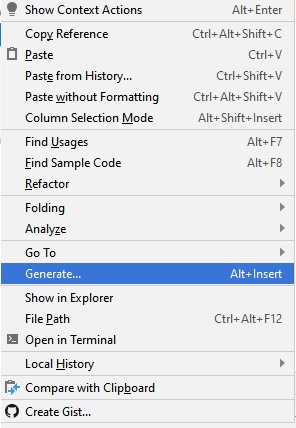 Show Context Actions Alt+Enter
Copy Reference Ctrl+Alt+Shift+C
Paste Ctrl+V
Paste from History... Ctrl+Shift+V
Paste without Formatting Ctrl+Alt+Shift+V
Column Selection Mode Alt+Shift+Insert
Find Usages Alt+F7
Find Sample Code Alt+F8
Refactor
Folding
Analyze
Go To
Generate... Alt+Insert
Show in Explorer
File Path Ctrl+Alt+F12
Open in Terminal
Local History
Compare with Clipboard
Create Gist...